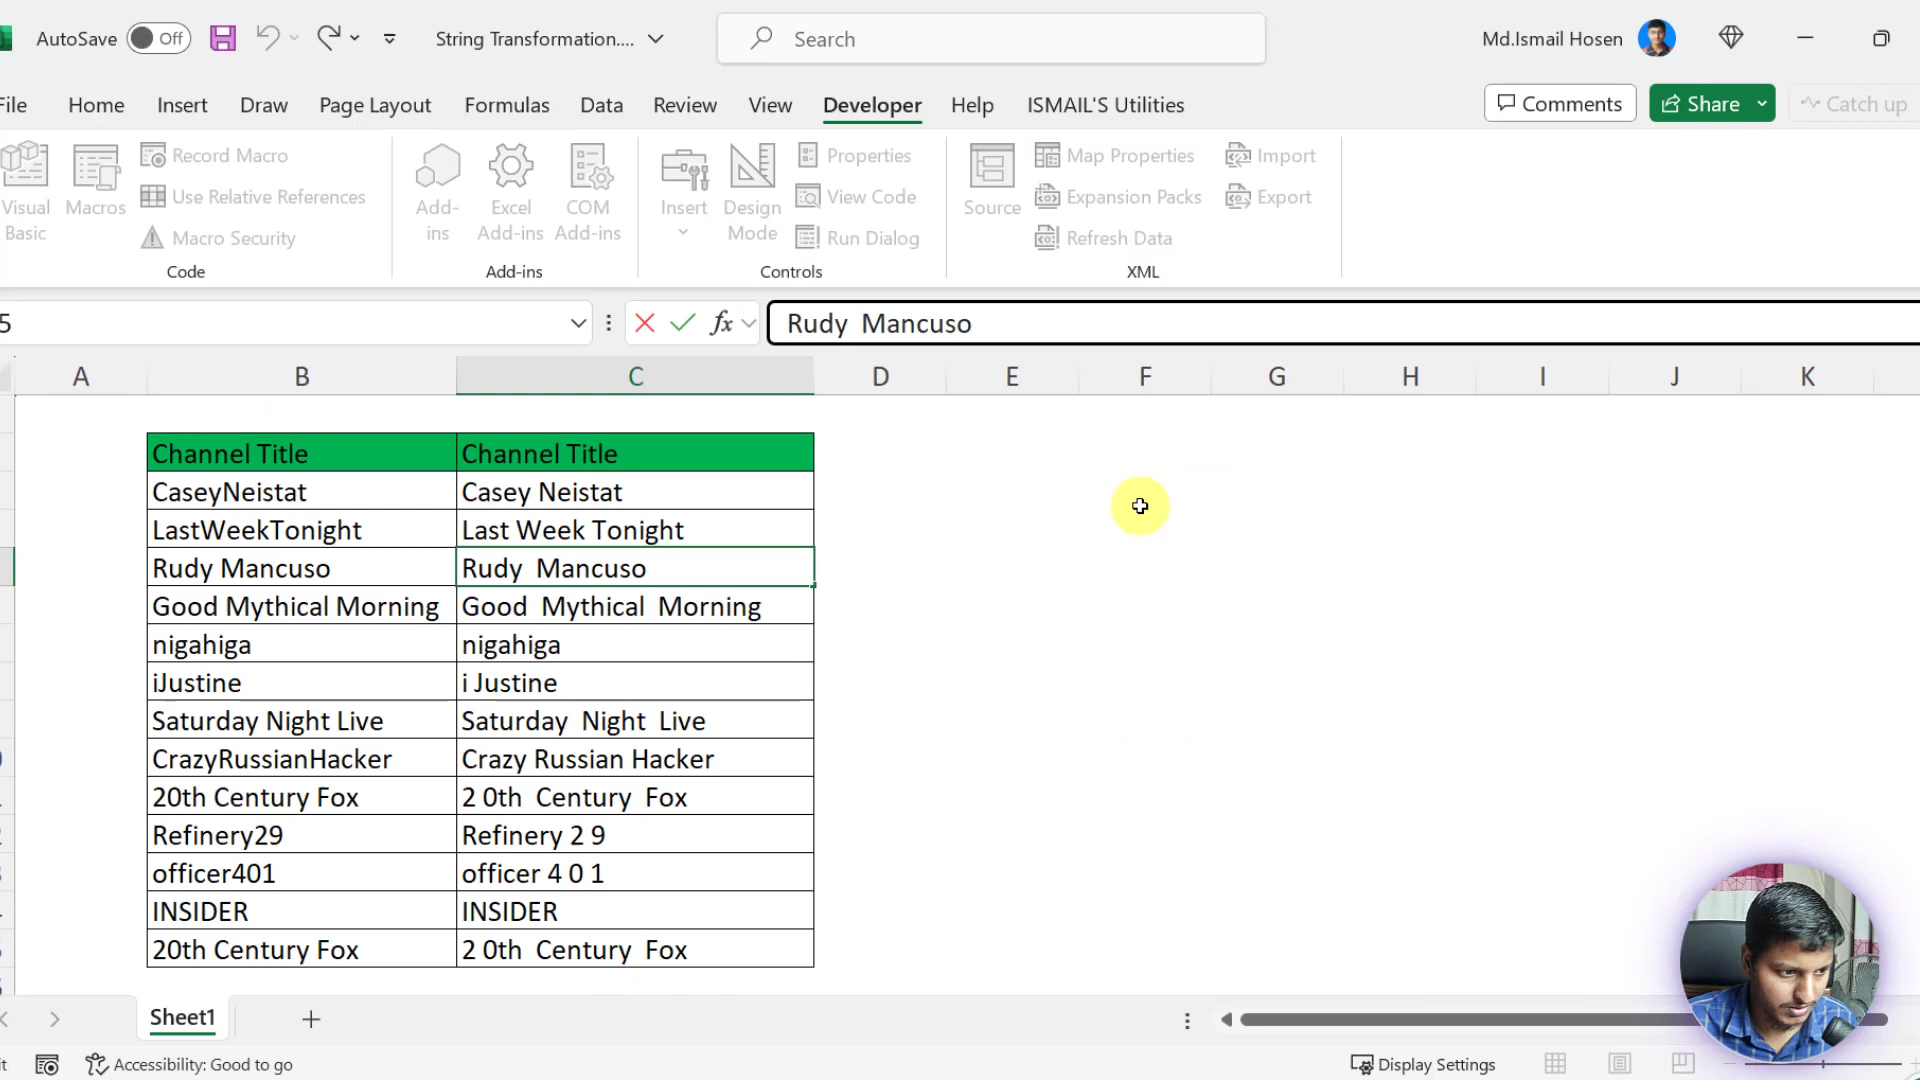 AutoSave Off String Transformation.... Search Md.Ismail Hosen
File Home Insert Draw Page Layout Formulas Data Review View Developer Help ISMAIL'S Utilities Comments Share Catch up
Visual Basic
Macros
Record Macro
Use Relative References
Macro Security
Code
Add-ins
Excel Add-ins
COM Add-ins
Add-ins
Insert
Design Mode
Properties
View Code
Run Dialog
Controls
Source
Map Properties
Expansion Packs
Refresh Data
Import
Export
XML
5 fx Rudy  Mancuso
A B C D E F G H I J K
Channel Title Channel Title
CaseyNeistat Casey Neistat
LastWeekTonight Last Week Tonight
Rudy Mancuso Rudy  Mancuso
Good Mythical Morning Good  Mythical  Morning
nigahiga nigahiga
iJustine i Justine
Saturday Night Live Saturday  Night  Live
CrazyRussianHacker Crazy Russian Hacker
20th Century Fox 2 0th  Century  Fox
Refinery29 Refinery 2 9
officer401 officer 4 0 1
INSIDER INSIDER
20th Century Fox 2 0th  Century  Fox
Sheet1
Accessibility: Good to go Display Settings